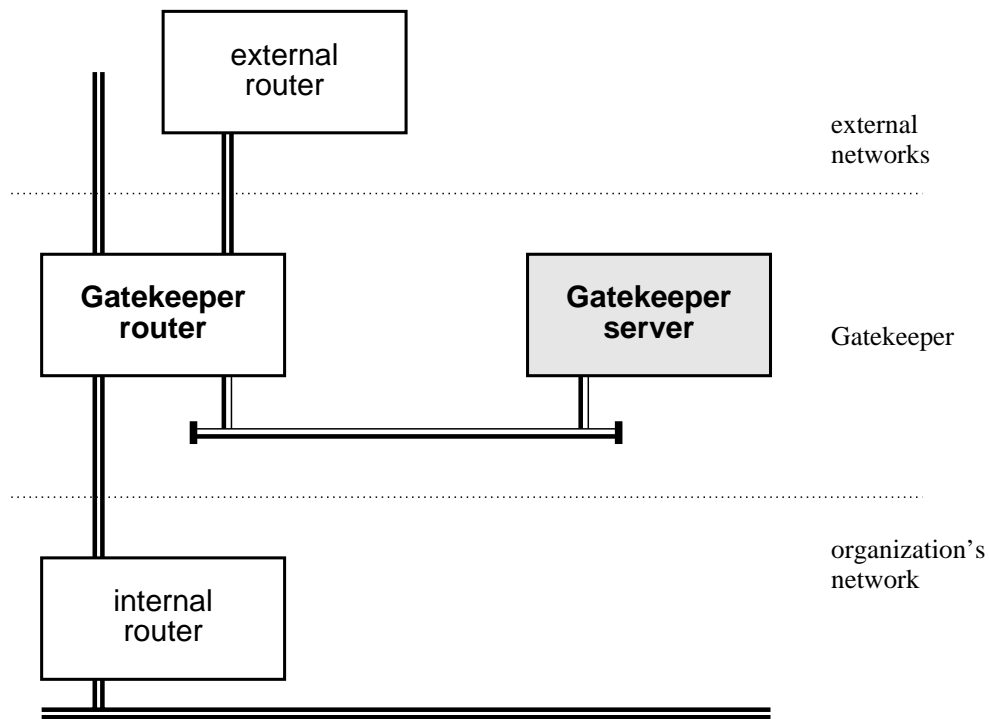 external
router
external
networks
Gatekeeper
router
Gatekeeper
server
Gatekeeper
organization’s
network
internal
router